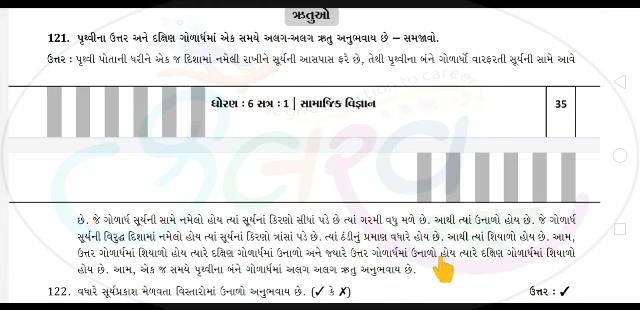 ઋતુઓ
121. પૃથ્વીના ઉત્તર અને દક્ષિણ ગોળાર્ધમાં એક સમયે અલગ-અલગ ઋતુ અનુભવાય છે – સમજાવો.
ઉત્તર : પૃથ્વી પોતાની ધરીને એક જ દિશામાં નમેલી રાખીને સૂર્યની આસપાસ ફરે છે, તેથી પૃથ્વીના બંને ગોળાર્ધો વારફરતી સૂર્યની સામે આવે
ધોરણ : 6 સત્ર : 1 | સામાજિક વિજ્ઞાન 35
છે. જે ગોળાર્ધ સૂર્યની સામે નમેલો હોય ત્યાં સૂર્યનાં કિરણો સીધાં પડે છે ત્યાં ગરમી વધુ મળે છે. આથી ત્યાં ઉનાળો હોય છે. જે ગોળાર્ધ
સૂર્યની વિરુદ્ધ દિશામાં નમેલો હોય ત્યાં સૂર્યનાં કિરણો ત્રાંસાં પડે છે. ત્યાં ઠંડીનું પ્રમાણ વધારે હોય છે. આથી ત્યાં શિયાળો હોય છે. આમ,
ઉત્તર ગોળાર્ધમાં શિયાળો હોય ત્યારે દક્ષિણ ગોળાર્ધમાં ઉનાળો અને જ્યારે ઉત્તર ગોળાર્ધમાં ઉનાળો હોય ત્યારે દક્ષિણ ગોળાર્ધમાં શિયાળો
હોય છે. આમ, એક જ સમયે પૃથ્વીના બંને ગોળાર્ધમાં અલગ અલગ ઋતુ અનુભવાય છે.
122. વધારે સૂર્યપ્રકાશ મેળવતા વિસ્તારોમાં ઉનાળો અનુભવાય છે. (✓ કે ✗) ઉત્તર : ✓